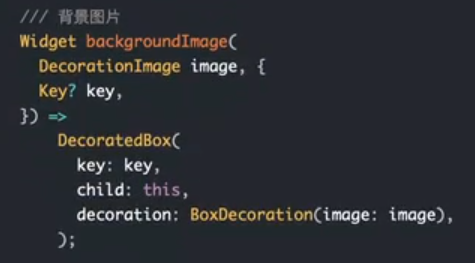 /// 背景图片
Widget backgroundImage(
  DecorationImage image, {
  Key? key,
}) =>
    DecoratedBox(
      key: key,
      child: this,
      decoration: BoxDecoration(image: image),
    );